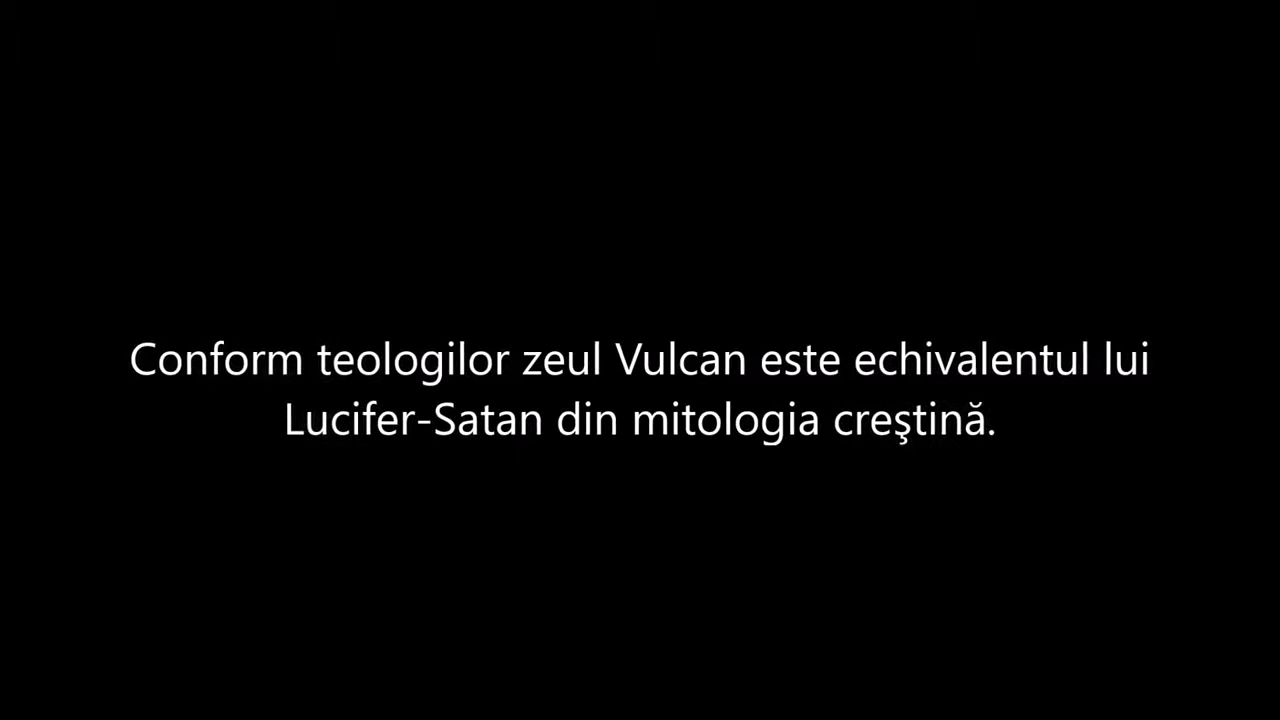 Conform teologilor zeul Vulcan este echivalentul lui
Lucifer-Satan din mitologia creştină.